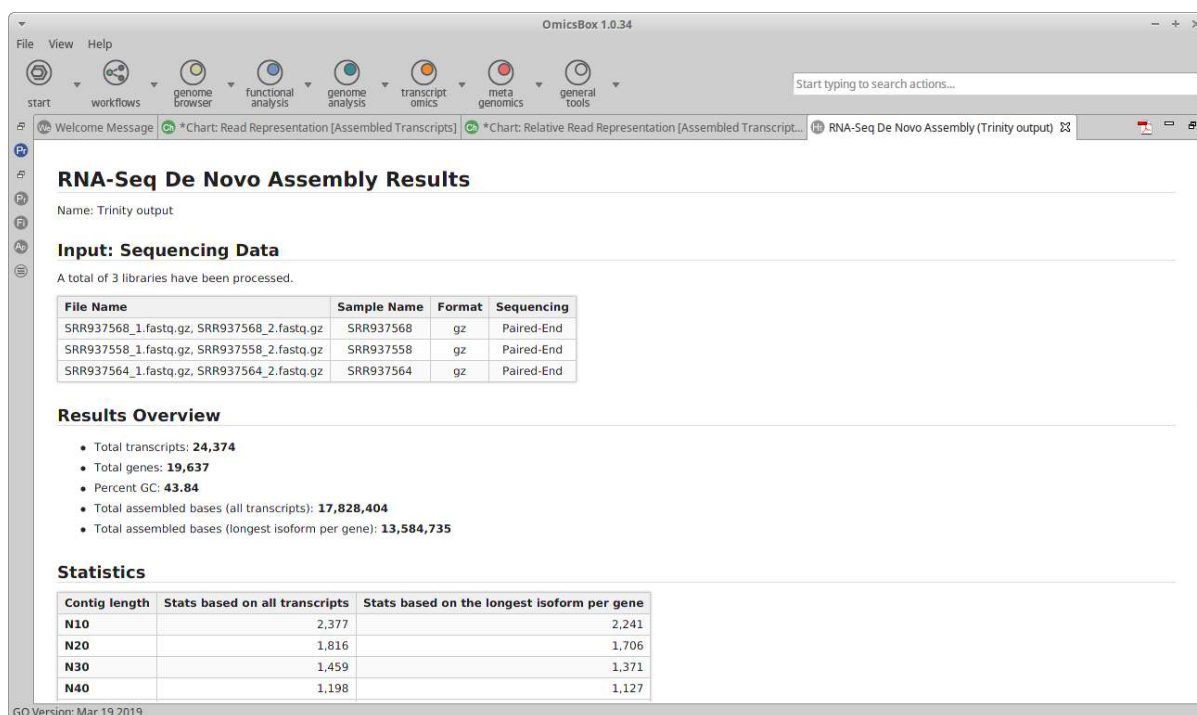 OmicsBox 1.0.34
File View Help
start workflows genome browser functional analysis genome analysis transcript omics meta genomics general tools
Start typing to search actions...
Welcome Message *Chart: Read Representation [Assembled Transcripts] *Chart: Relative Read Representation [Assembled Transcript... RNA-Seq De Novo Assembly (Trinity output)
RNA-Seq De Novo Assembly Results
Name: Trinity output
Input: Sequencing Data
A total of 3 libraries have been processed.
File Name Sample Name Format Sequencing
SRR937568_1.fastq.gz, SRR937568_2.fastq.gz SRR937568 gz Paired-End
SRR937558_1.fastq.gz, SRR937558_2.fastq.gz SRR937558 gz Paired-End
SRR937564_1.fastq.gz, SRR937564_2.fastq.gz SRR937564 gz Paired-End
Results Overview
• Total transcripts: 24,374
• Total genes: 19,637
• Percent GC: 43.84
• Total assembled bases (all transcripts): 17,828,404
• Total assembled bases (longest isoform per gene): 13,584,735
Statistics
Contig length Stats based on all transcripts Stats based on the longest isoform per gene
N10 2,377 2,241
N20 1,816 1,706
N30 1,459 1,371
N40 1,198 1,127
GO Version: Mar 19 2019